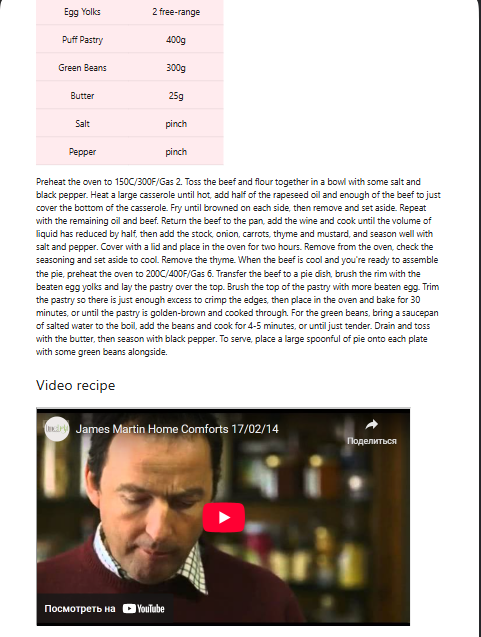 Egg Yolks 2 free-range
Puff Pastry 400g
Green Beans 300g
Butter 25g
Salt pinch
Pepper pinch
Preheat the oven to 150C/300F/Gas 2. Toss the beef and flour together in a bowl with some salt and
black pepper. Heat a large casserole until hot, add half of the rapeseed oil and enough of the beef to just
cover the bottom of the casserole. Fry until browned on each side, then remove and set aside. Repeat
with the remaining oil and beef. Return the beef to the pan, add the wine and cook until the volume of
liquid has reduced by half, then add the stock, onion, carrots, thyme and mustard, and season well with
salt and pepper. Cover with a lid and place in the oven for two hours. Remove from the oven, check the
seasoning and set aside to cool. Remove the thyme. When the beef is cool and you're ready to assemble
the pie, preheat the oven to 200C/400F/Gas 6. Transfer the beef to a pie dish, brush the rim with the
beaten egg yolks and lay the pastry over the top. Brush the top of the pastry with more beaten egg. Trim
the pastry so there is just enough excess to crimp the edges, then place in the oven and bake for 30
minutes, or until the pastry is golden-brown and cooked through. For the green beans, bring a saucepan
of salted water to the boil, add the beans and cook for 4-5 minutes, or until just tender. Drain and toss
with the butter, then season with black pepper. To serve, place a large spoonful of pie onto each plate
with some green beans alongside.
Video recipe
James Martin Home Comforts 17/02/14
Поделиться
Посмотреть на YouTube